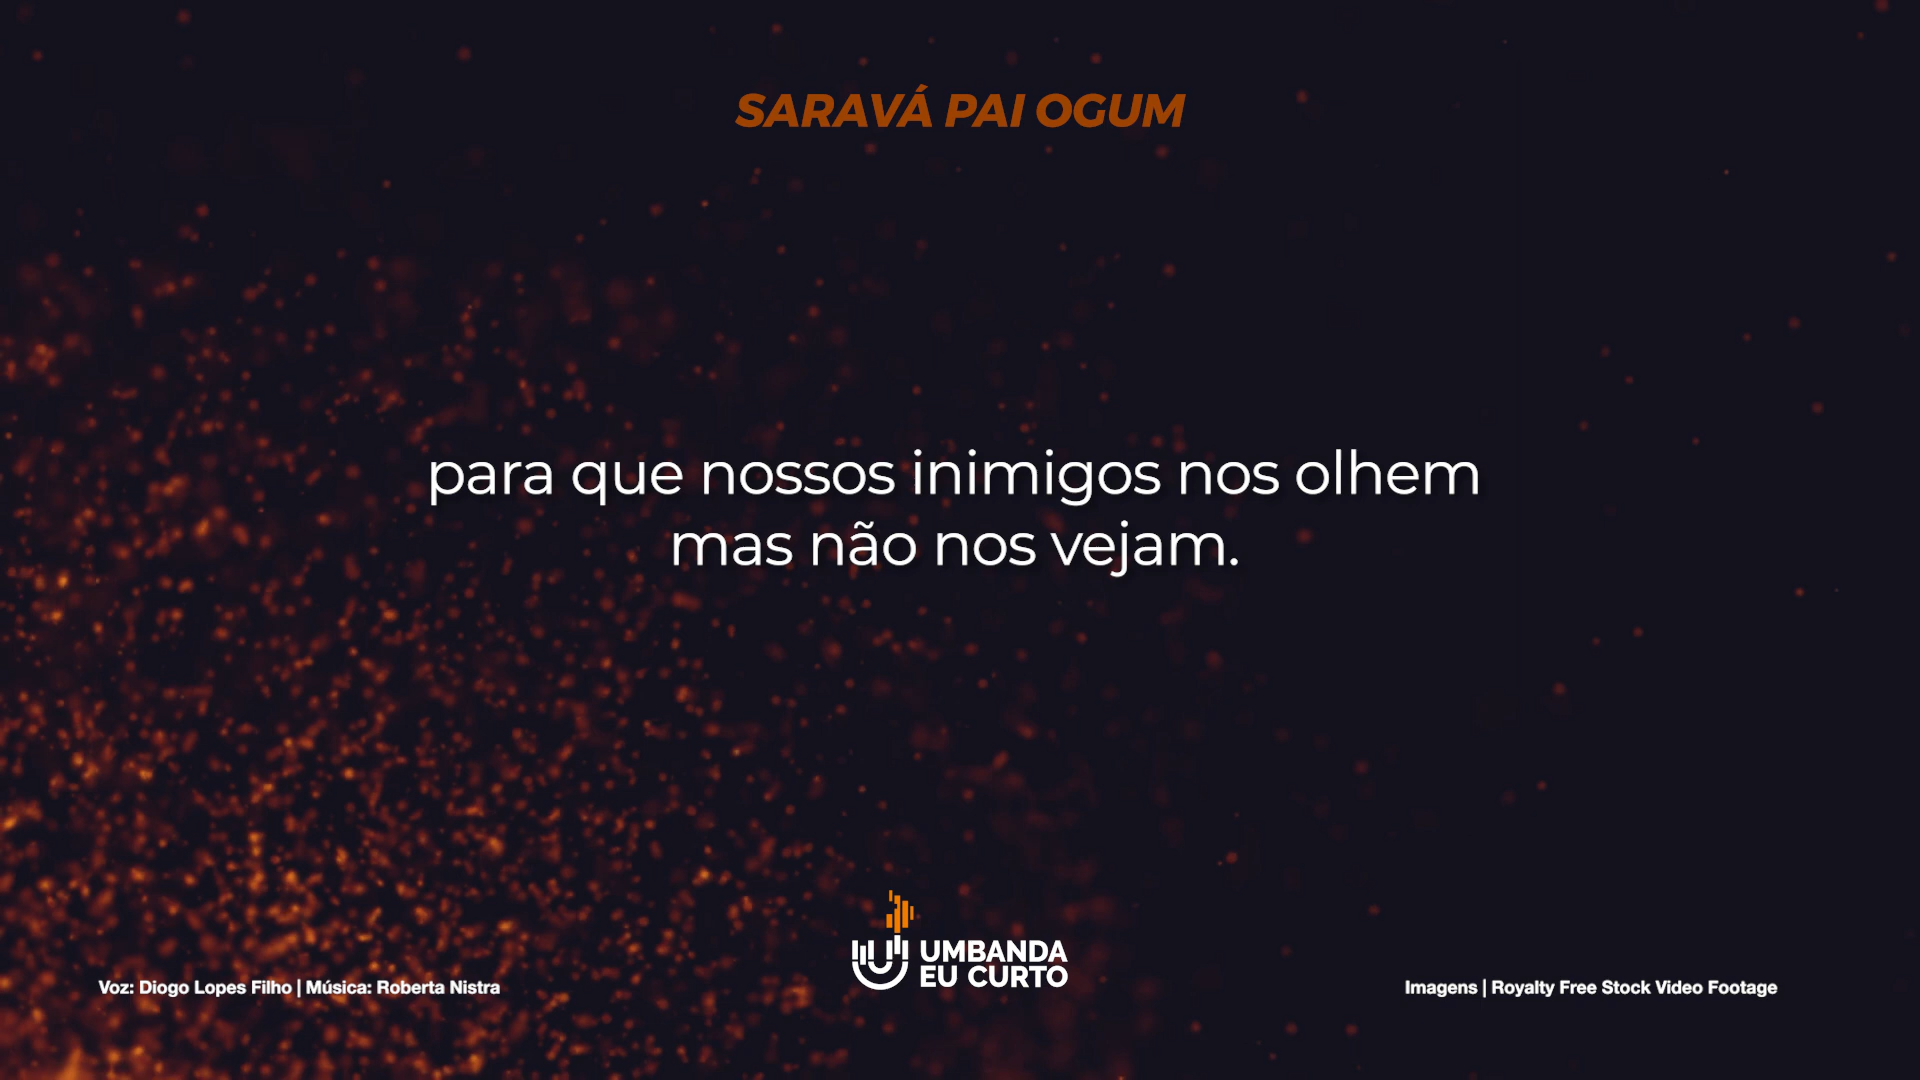 SARAVÁ PAI OGUM
para que nossos inimigos nos olhem
mas não nos vejam.
UMBANDA
EU CURTO
Voz: Diogo Lopes Filho | Música: Roberta Nistra
Imagens | Royalty Free Stock Video Footage